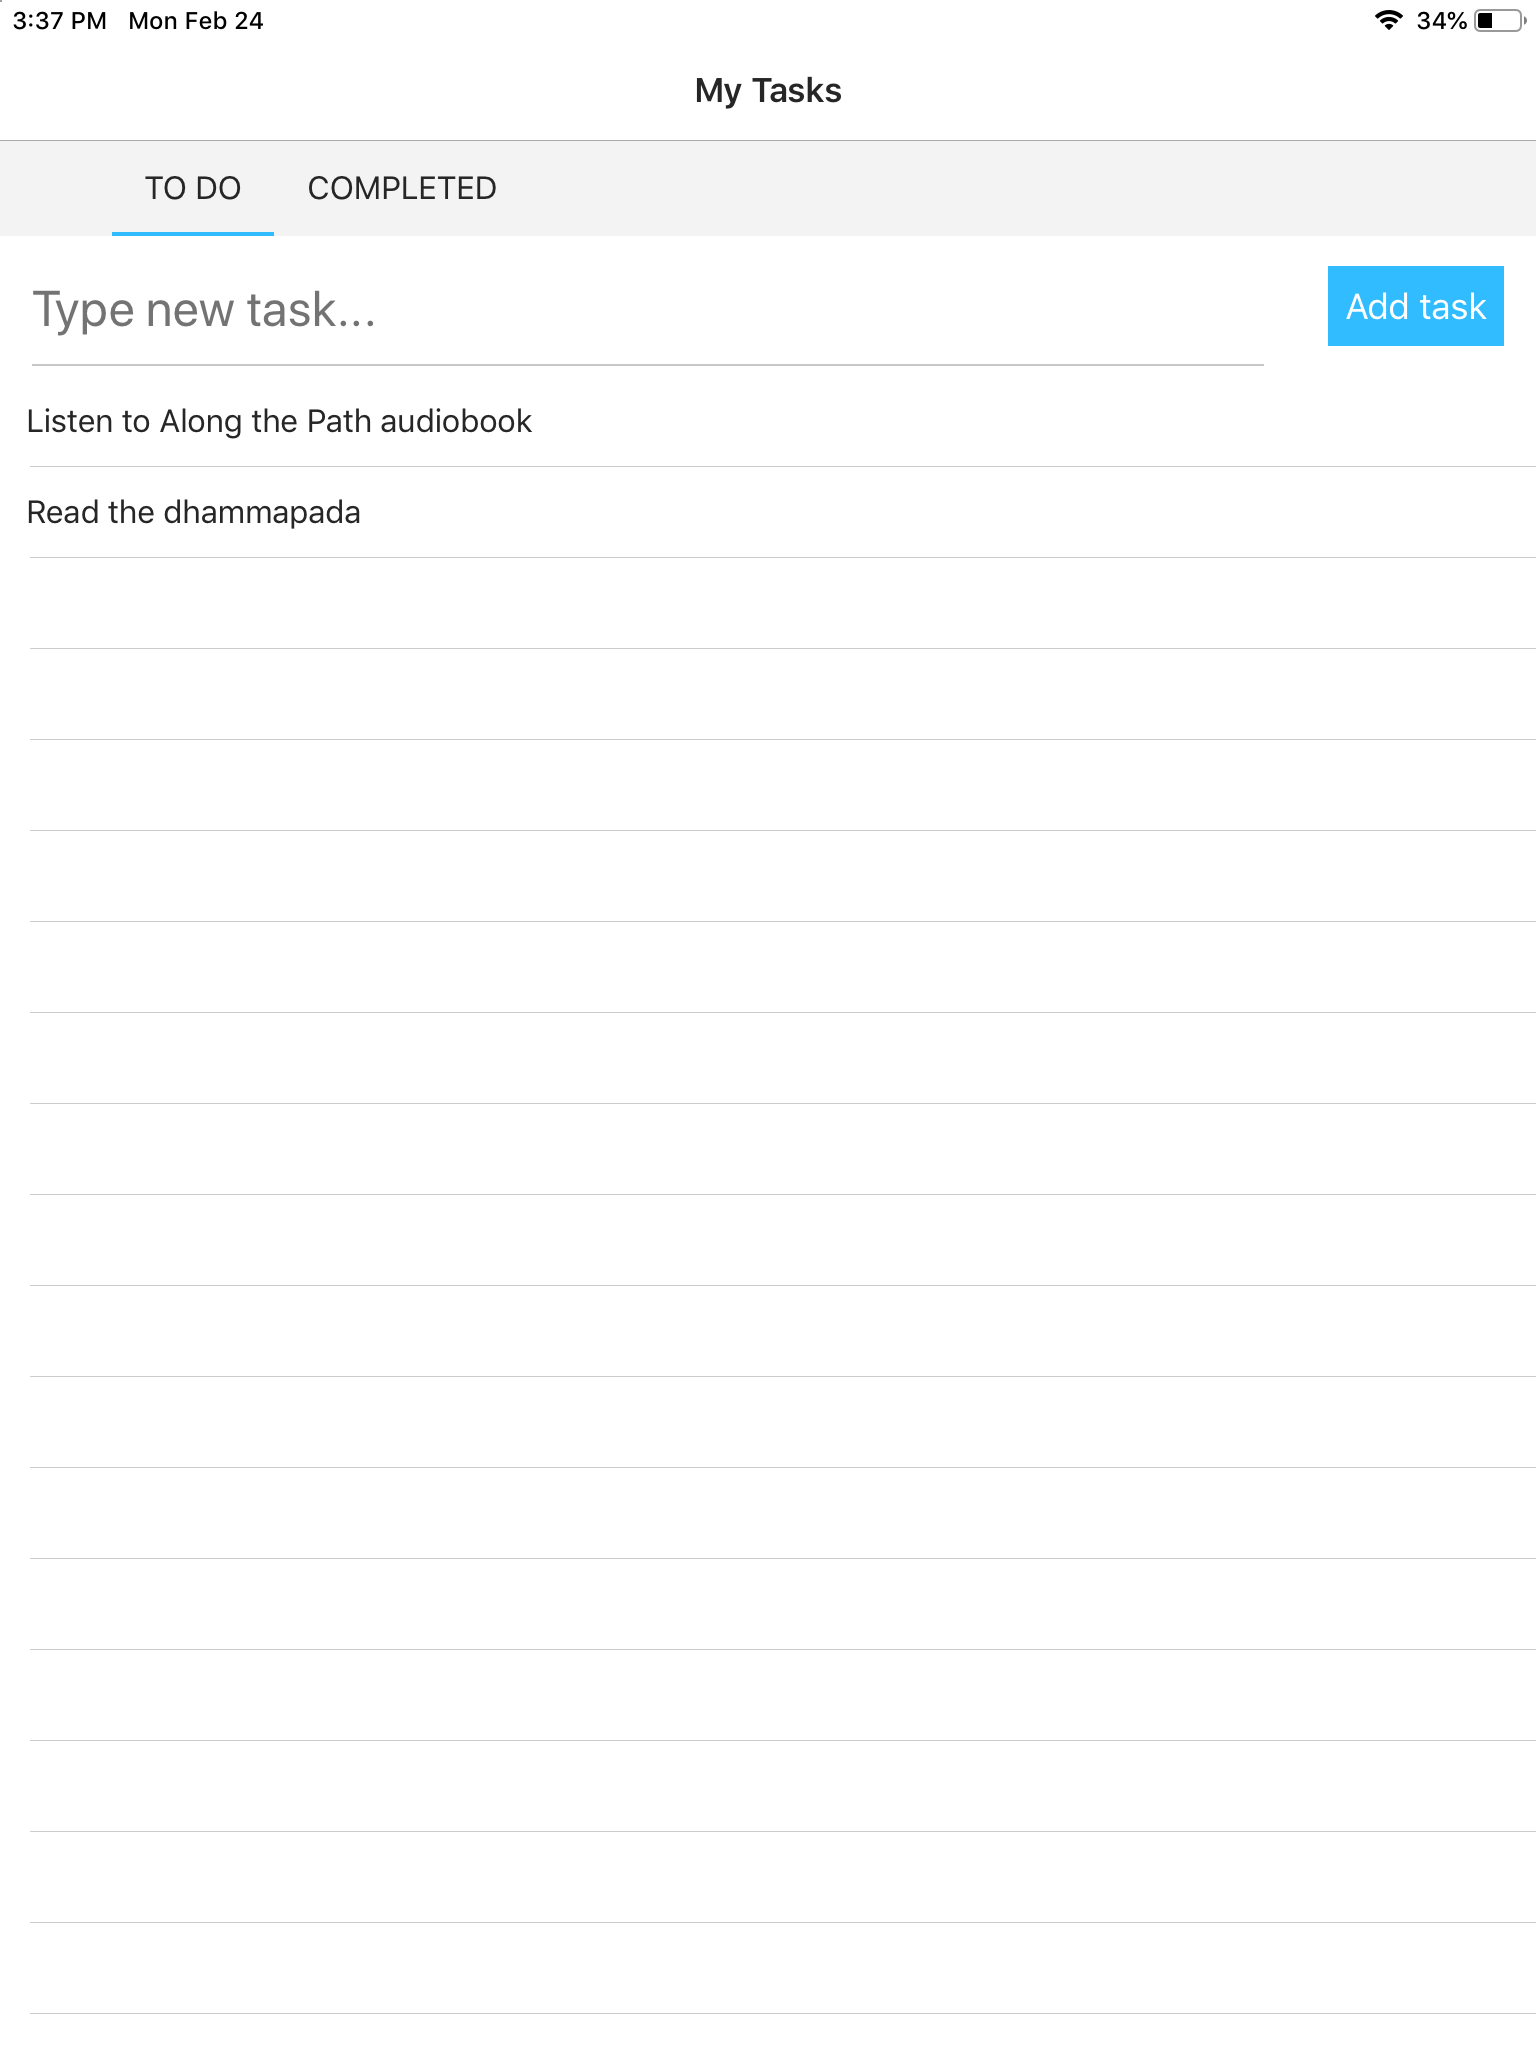 3:37 PM Mon Feb 24 34%
My Tasks
TO DO COMPLETED
Type new task...
Add task
Listen to Along the Path audiobook
Read the dhammapada